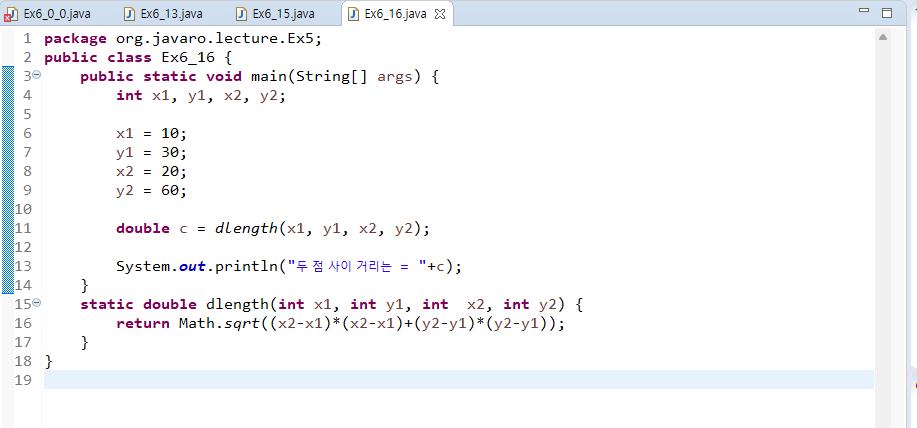 Ex6_0_0.java Ex6_13.java Ex6_15.java Ex6_16.java
1 package org.javaro.lecture.Ex5;
2 public class Ex6_16 {
3 public static void main(String[] args) {
4 int x1, y1, x2, y2;
5
6 x1 = 10;
7 y1 = 30;
8 x2 = 20;
9 y2 = 60;
10
11 double c = dlength(x1, y1, x2, y2);
12
13 System.out.println("두 점 사이 거리는 = "+c);
14 }
15 static double dlength(int x1, int y1, int  x2, int y2) {
16 return Math.sqrt((x2-x1)*(x2-x1)+(y2-y1)*(y2-y1));
17 }
18 }
19